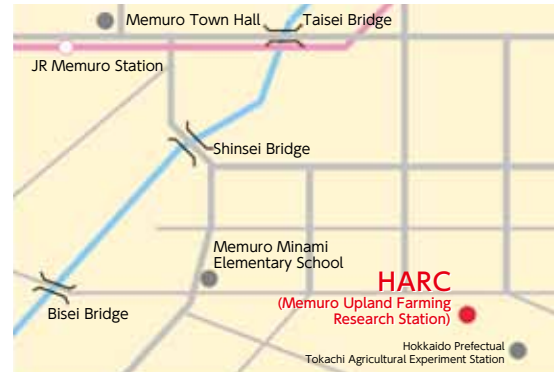 Memuro Town Hall
Taisei Bridge
JR Memuro Station
Shinsei Bridge
Memuro Minami
Elementary School
HARC
(Memuro Upland Farming
Research Station)
Bisei Bridge
Hokkaido Prefectual
Tokachi Agricultural Experiment Station